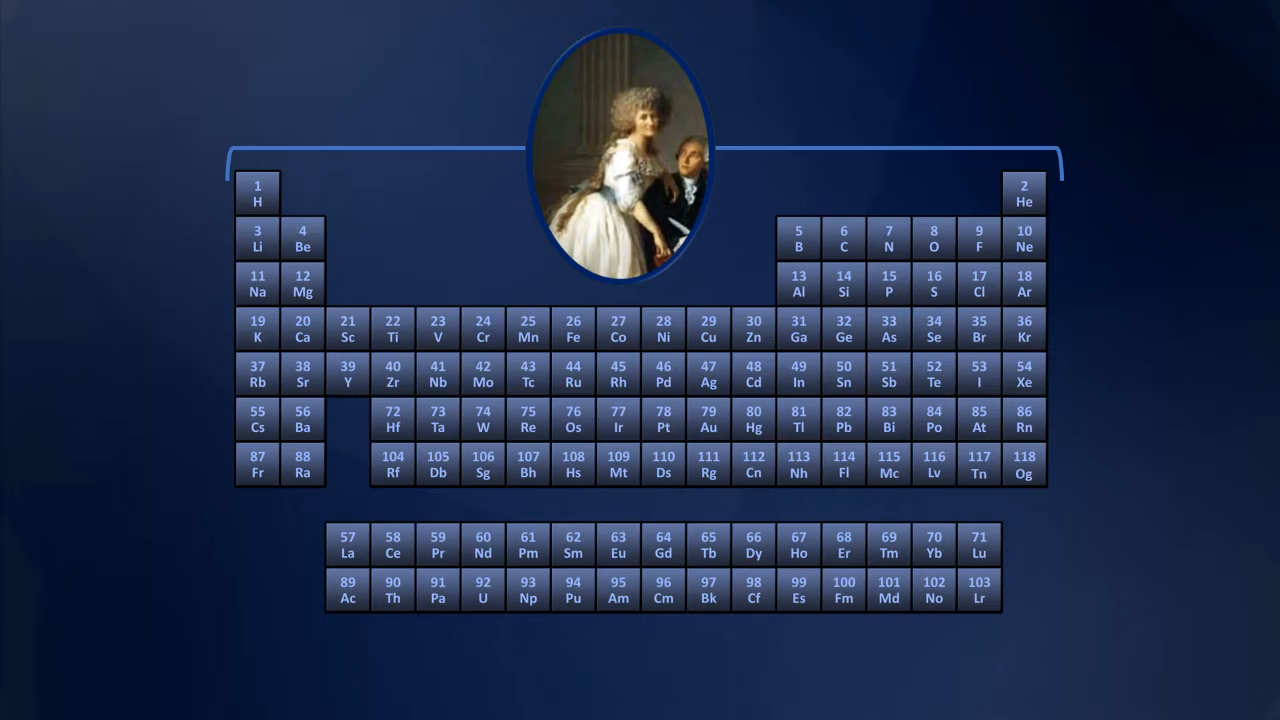 1 2
H He
3 4 5 6 7 8 9 10
Li Be B C N O F Ne
11 12 13 14 15 16 17 18
Na Mg Al Si P S Cl Ar
19 20 21 22 23 24 25 26 27 28 29 30 31 32 33 34 35 36
K Ca Sc Ti V Cr Mn Fe Co Ni Cu Zn Ga Ge As Se Br Kr
37 38 39 40 41 42 43 44 45 46 47 48 49 50 51 52 53 54
Rb Sr Y Zr Nb Mo Tc Ru Rh Pd Ag Cd In Sn Sb Te I Xe
55 56 72 73 74 75 76 77 78 79 80 81 82 83 84 85 86
Cs Ba Hf Ta W Re Os Ir Pt Au Hg Tl Pb Bi Po At Rn
87 88 104 105 106 107 108 109 110 111 112 113 114 115 116 117 118
Fr Ra Rf Db Sg Bh Hs Mt Ds Rg Cn Nh Fl Mc Lv Tn Og
57 58 59 60 61 62 63 64 65 66 67 68 69 70 71
La Ce Pr Nd Pm Sm Eu Gd Tb Dy Ho Er Tm Yb Lu
89 90 91 92 93 94 95 96 97 98 99 100 101 102 103
Ac Th Pa U Np Pu Am Cm Bk Cf Es Fm Md No Lr